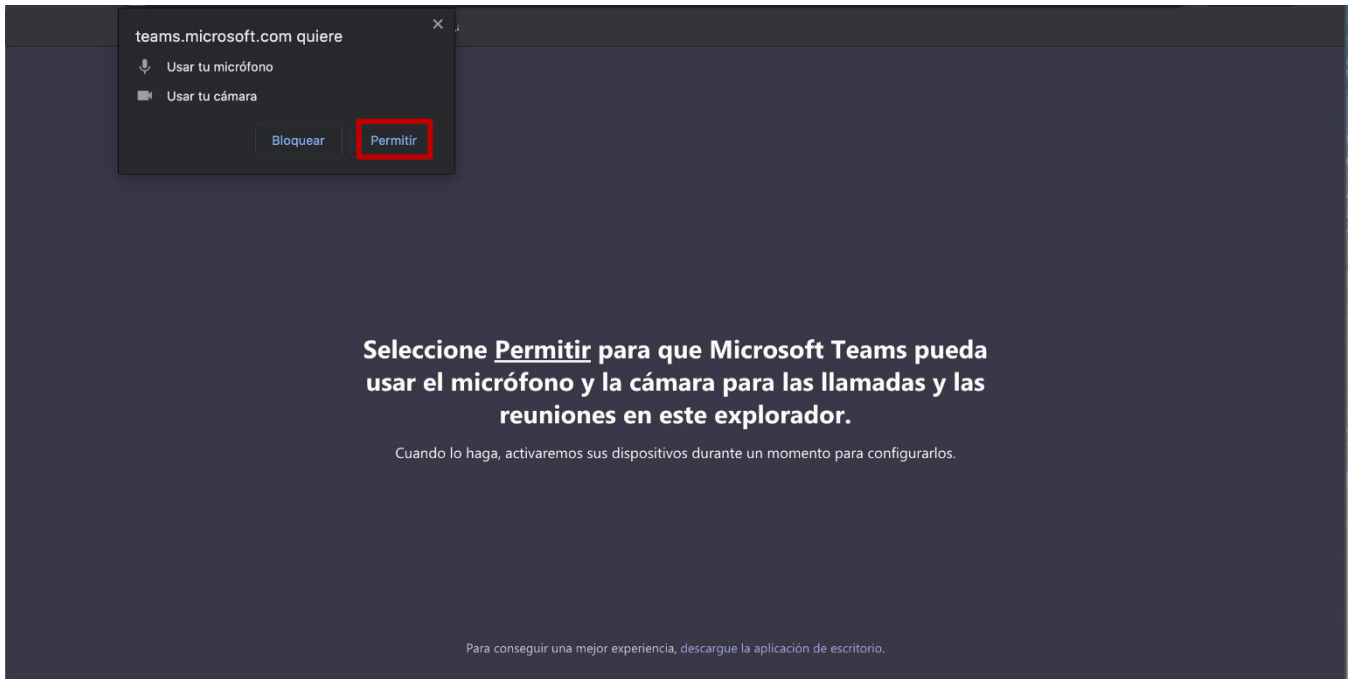 teams.microsoft.com quiere
Usar tu micrófono
Usar tu cámara
Bloquear Permitir
Seleccione Permitir para que Microsoft Teams pueda
usar el micrófono y la cámara para las llamadas y las
reuniones en este explorador.
Cuando lo haga, activaremos sus dispositivos durante un momento para configurarlos.
Para conseguir una mejor experiencia, descargue la aplicación de escritorio.